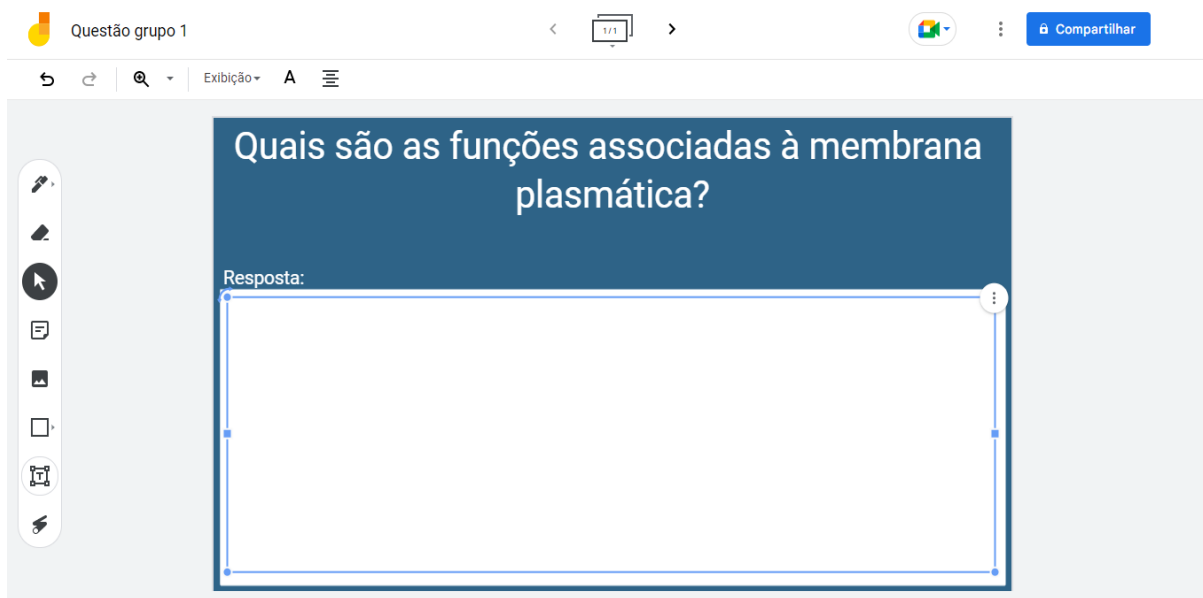 Questão grupo 1
1/1
Compartilhar
Exibição
A
Quais são as funções associadas à membrana
plasmática?
Resposta:
T